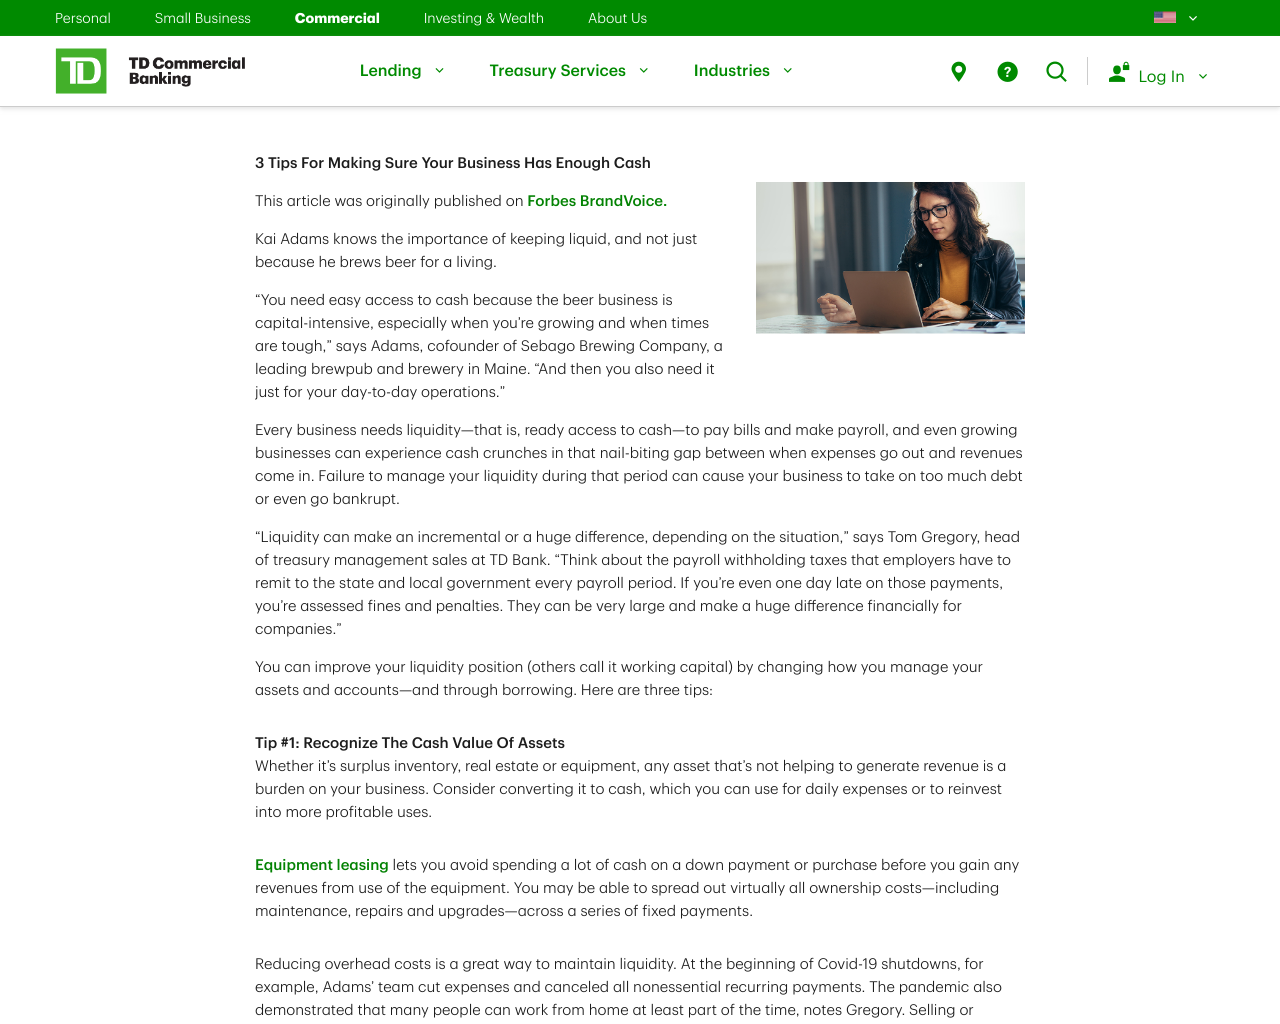 Personal Small Business Commercial Investing & Wealth About Us
TD TD Commercial Banking
Lending Treasury Services Industries ? Log In
3 Tips For Making Sure Your Business Has Enough Cash
This article was originally published on Forbes BrandVoice.
Kai Adams knows the importance of keeping liquid, and not just
because he brews beer for a living.
“You need easy access to cash because the beer business is
capital-intensive, especially when you’re growing and when times
are tough,” says Adams, cofounder of Sebago Brewing Company, a
leading brewpub and brewery in Maine. “And then you also need it
just for your day-to-day operations.”
Every business needs liquidity—that is, ready access to cash—to pay bills and make payroll, and even growing
businesses can experience cash crunches in that nail-biting gap between when expenses go out and revenues
come in. Failure to manage your liquidity during that period can cause your business to take on too much debt
or even go bankrupt.
“Liquidity can make an incremental or a huge difference, depending on the situation,” says Tom Gregory, head
of treasury management sales at TD Bank. “Think about the payroll withholding taxes that employers have to
remit to the state and local government every payroll period. If you’re even one day late on those payments,
you’re assessed fines and penalties. They can be very large and make a huge difference financially for
companies.”
You can improve your liquidity position (others call it working capital) by changing how you manage your
assets and accounts—and through borrowing. Here are three tips:
Tip #1: Recognize The Cash Value Of Assets
Whether it’s surplus inventory, real estate or equipment, any asset that’s not helping to generate revenue is a
burden on your business. Consider converting it to cash, which you can use for daily expenses or to reinvest
into more profitable uses.
Equipment leasing lets you avoid spending a lot of cash on a down payment or purchase before you gain any
revenues from use of the equipment. You may be able to spread out virtually all ownership costs—including
maintenance, repairs and upgrades—across a series of fixed payments.
Reducing overhead costs is a great way to maintain liquidity. At the beginning of Covid-19 shutdowns, for
example, Adams’ team cut expenses and canceled all nonessential recurring payments. The pandemic also
demonstrated that many people can work from home at least part of the time, notes Gregory. Selling or